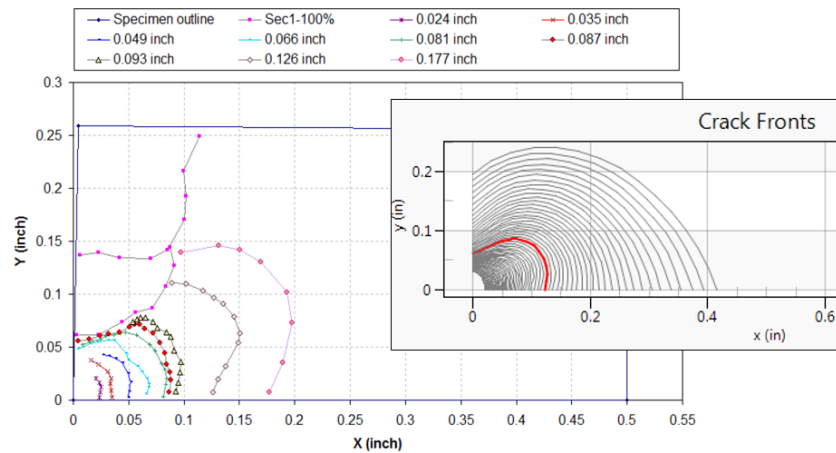 Specimen outline Sec1-100% 0.024 inch 0.035 inch
0.049 inch 0.066 inch 0.081 inch 0.087 inch
0.093 inch 0.126 inch 0.177 inch
0.3
0.25
0.2
0.15
0.1
0.05
0
Y (inch)
0 0.05 0.1 0.15 0.2 0.25 0.3 0.35 0.4 0.45 0.5 0.55
X (inch)
Crack Fronts
0.2
0.1
0
y (in)
0 0.2 0.4 0.6
x (in)